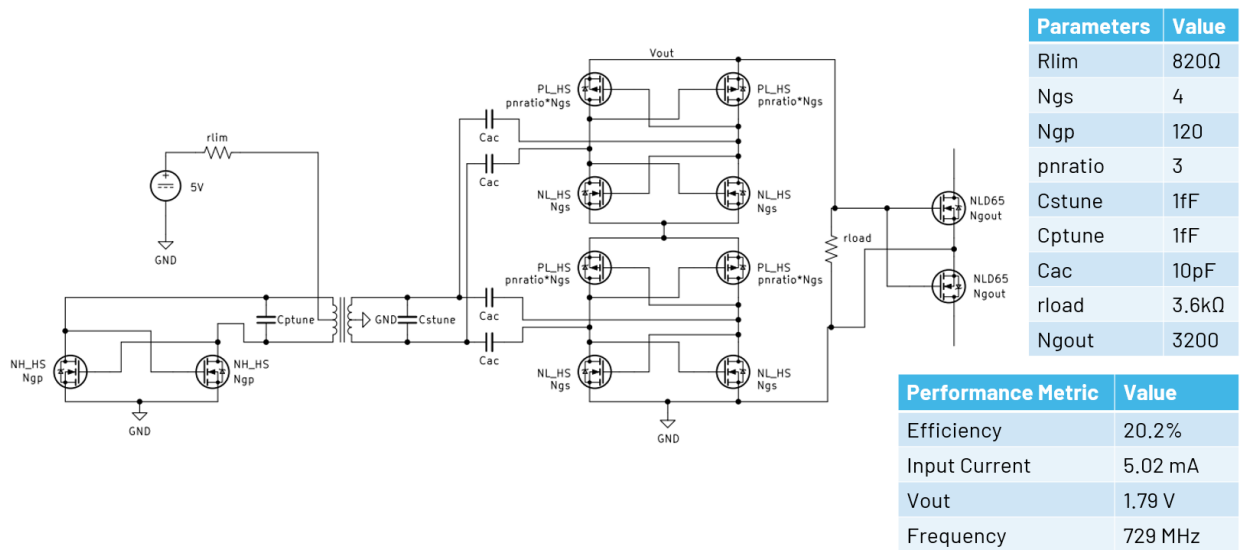 Vout
PL_HS
pnratio*Ngs
PL_HS
pnratio*Ngs
Cac
rlim
5V
Cac
GND
NL_HS
Ngs
NL_HS
Ngs
NLD65
Ngout
rload
PL_HS
pnratio*Ngs
PL_HS
pnratio*Ngs
NLD65
Ngout
Cac
Cptune
GND
Cstune
Cac
NH_HS
Ngp
NH_HS
Ngp
NL_HS
Ngs
NL_HS
Ngs
GND
GND
Parameters Value
Rlim 820Ω
Ngs 4
Ngp 120
pnratio 3
Cstune 1fF
Cptune 1fF
Cac 10pF
rload 3.6kΩ
Ngout 3200
Performance Metric Value
Efficiency 20.2%
Input Current 5.02 mA
Vout 1.79 V
Frequency 729 MHz